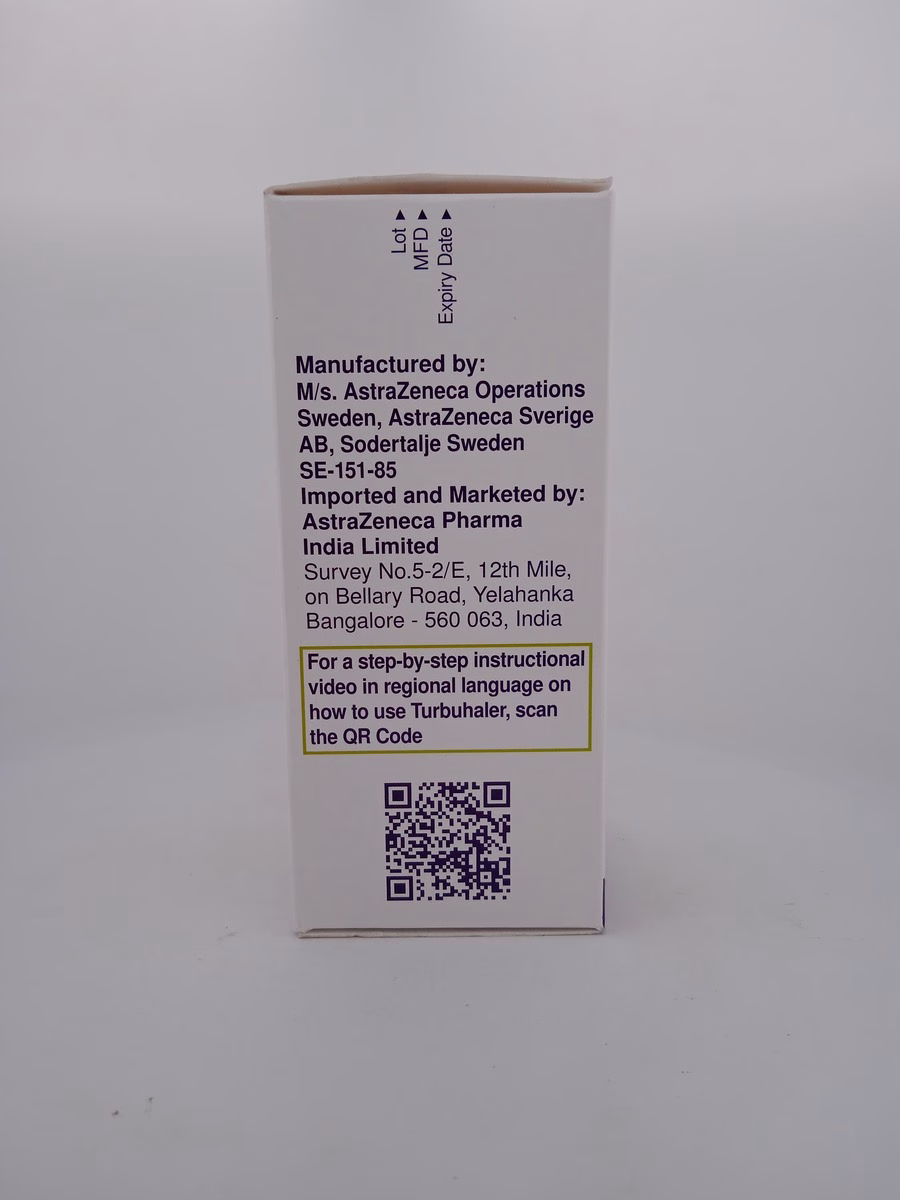 Lot ▲
MFD ▲
Expiry Date ▲
Manufactured by:
M/s. AstraZeneca Operations
Sweden, AstraZeneca Sverige
AB, Sodertalje Sweden
SE-151-85
Imported and Marketed by:
AstraZeneca Pharma
India Limited
Survey No.5-2/E, 12th Mile,
on Bellary Road, Yelahanka
Bangalore - 560 063, India
For a step-by-step instructional
video in regional language on
how to use Turbuhaler, scan
the QR Code